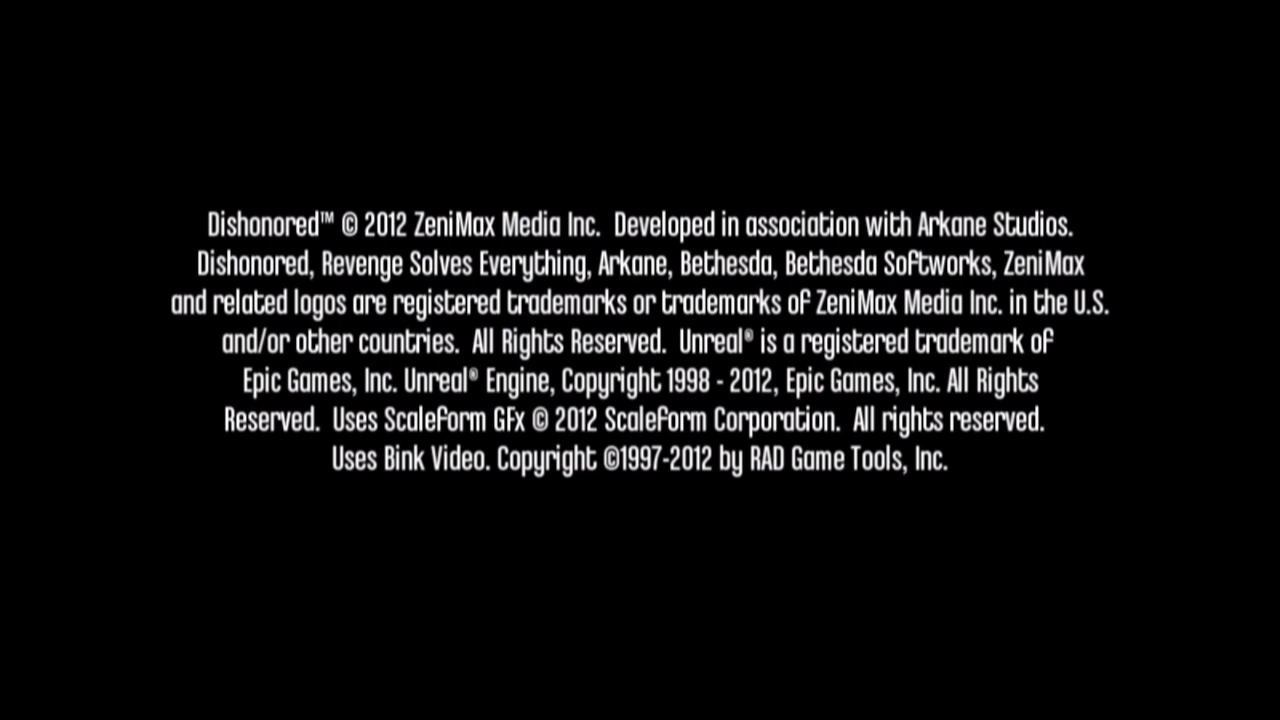 Dishonored™ © 2012 ZeniMax Media Inc.  Developed in association with Arkane Studios.
Dishonored, Revenge Solves Everything, Arkane, Bethesda, Bethesda Softworks, ZeniMax
and related logos are registered trademarks or trademarks of ZeniMax Media Inc. in the U.S.
and/or other countries.  All Rights Reserved.  Unreal® is a registered trademark of
Epic Games, Inc. Unreal® Engine, Copyright 1998 - 2012, Epic Games, Inc. All Rights
Reserved.  Uses Scaleform GFx © 2012 Scaleform Corporation.  All rights reserved.
Uses Bink Video. Copyright ©1997-2012 by RAD Game Tools, Inc.